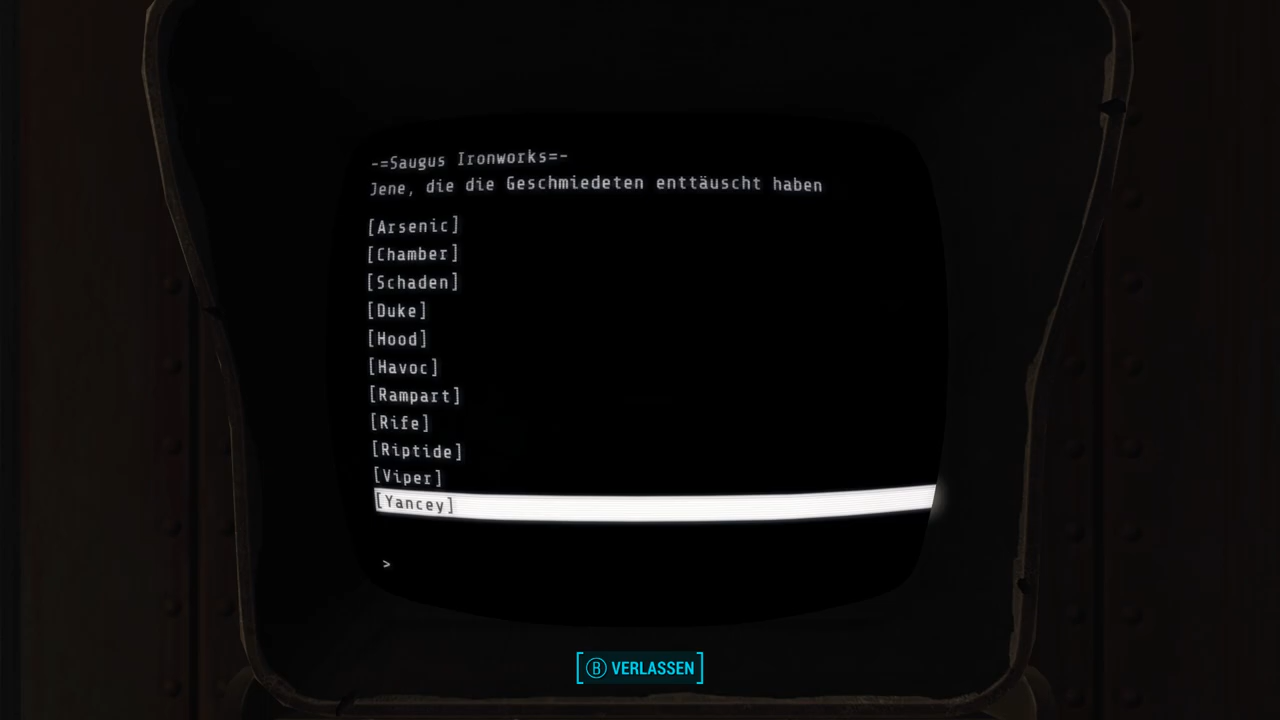 -=Saugus Ironworks=-
Jene, die die Geschmiedeten enttäuscht haben
[Arsenic]
[Chamber]
[Schaden]
[Duke]
[Hood]
[Havoc]
[Rampart]
[Rife]
[Riptide]
[Viper]
[Yancey]
>
[Ⓑ VERLASSEN]